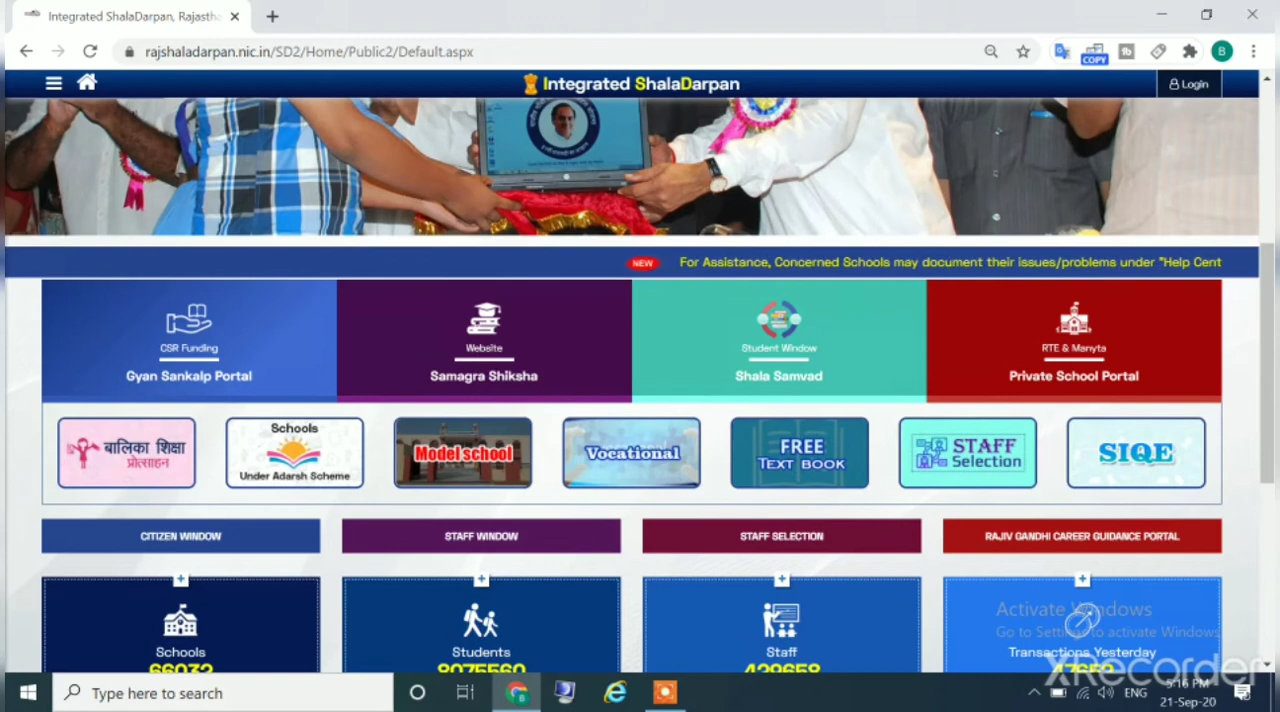 Integrated ShalaDarpan, Rajastha
rajshaladarpan.nic.in/SD2/Home/Public2/Default.aspx
COPY
B
Integrated ShalaDarpan
Login
NEW
For Assistance, Concerned Schools may document their issues/problems under "Help Cent
CSR Funding
Gyan Sankalp Portal
Website
Samagra Shiksha
Student Window
Shala Samvad
RTE & Manyta
Private School Portal
बालिका शिक्षा
प्रोत्साहन
Schools
Under Adarsh Scheme
Model school
Vocational
FREE
TEXT BOOK
STAFF
Selection
SIQE
CITIZEN WINDOW
STAFF WINDOW
STAFF SELECTION
RAJIV GANDHI CAREER GUIDANCE PORTAL
Schools
66032
Students
8075560
Staff
429658
Transactions Yesterday
47659
Activate Windows
Go to Settings to activate Windows.
XRecorder
Type here to search
ENG
5:16 PM
21-Sep-20